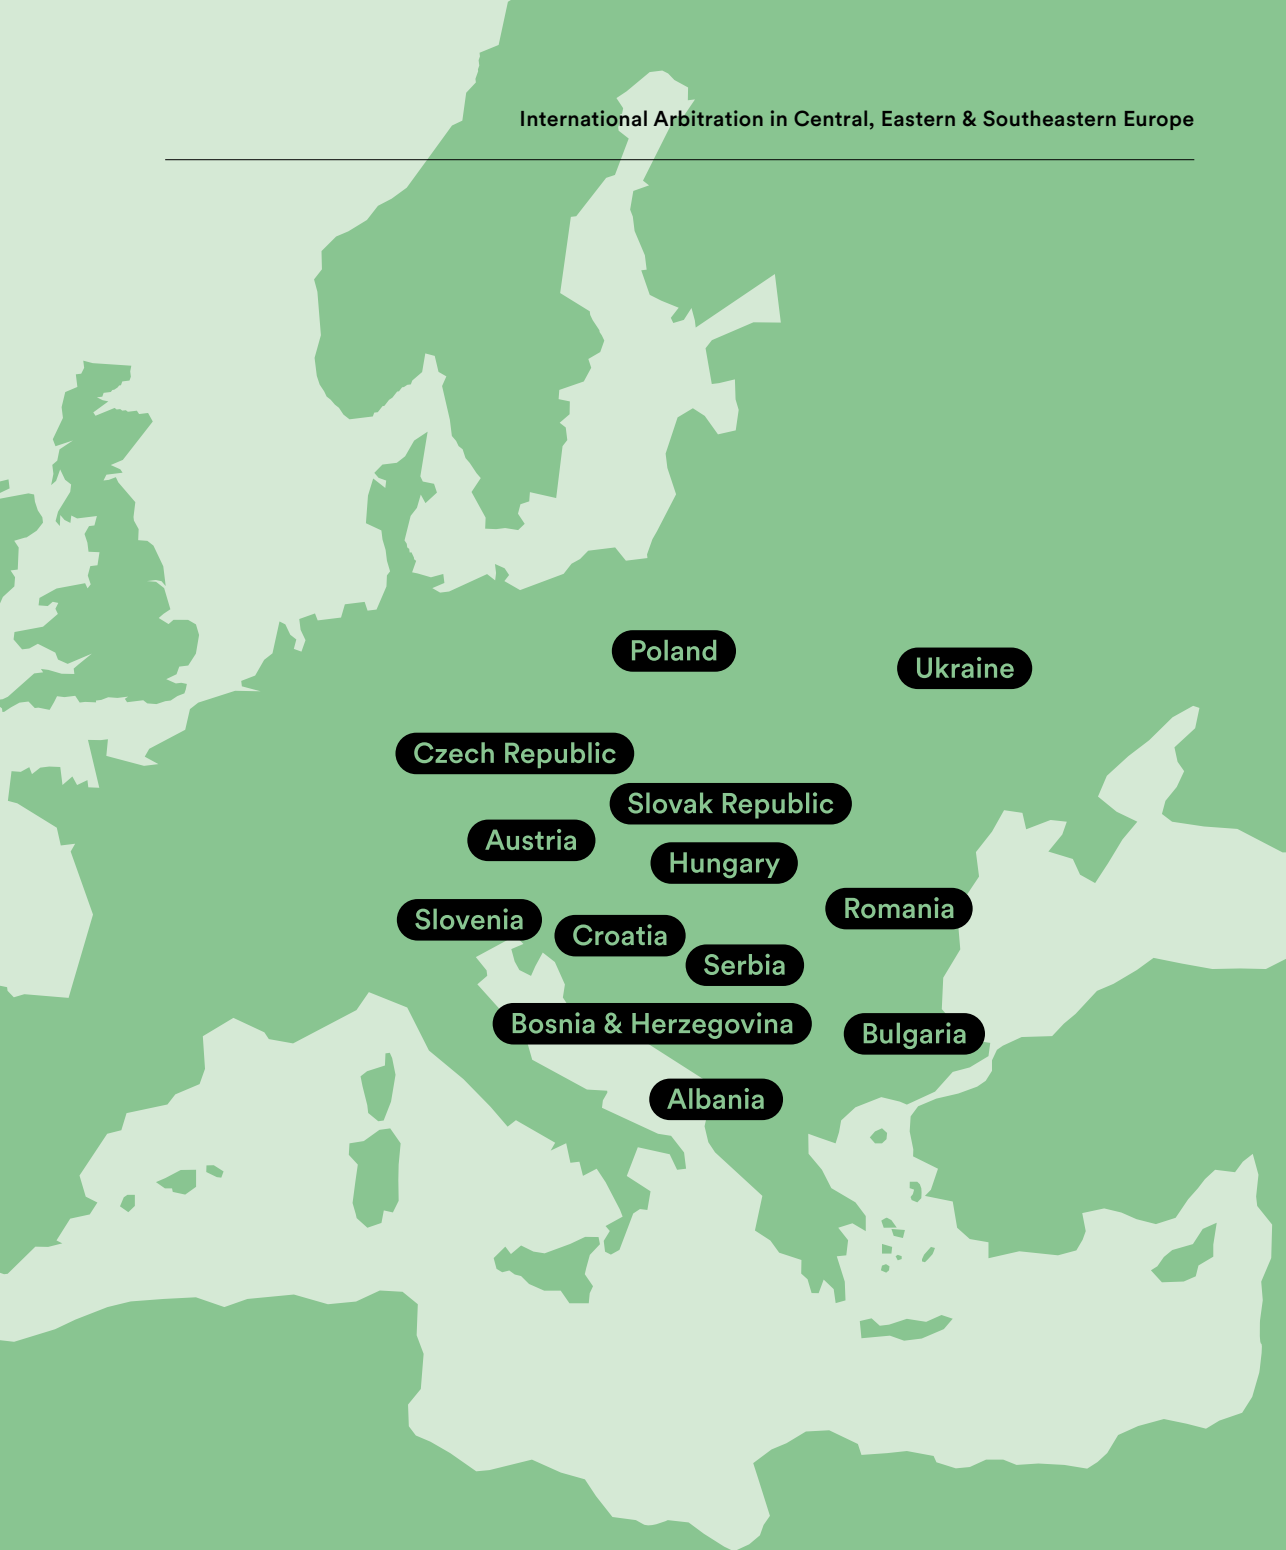 International Arbitration in Central, Eastern & Southeastern Europe
Poland
Ukraine
Czech Republic
Slovak Republic
Austria
Hungary
Romania
Slovenia
Croatia
Serbia
Bosnia & Herzegovina
Bulgaria
Albania